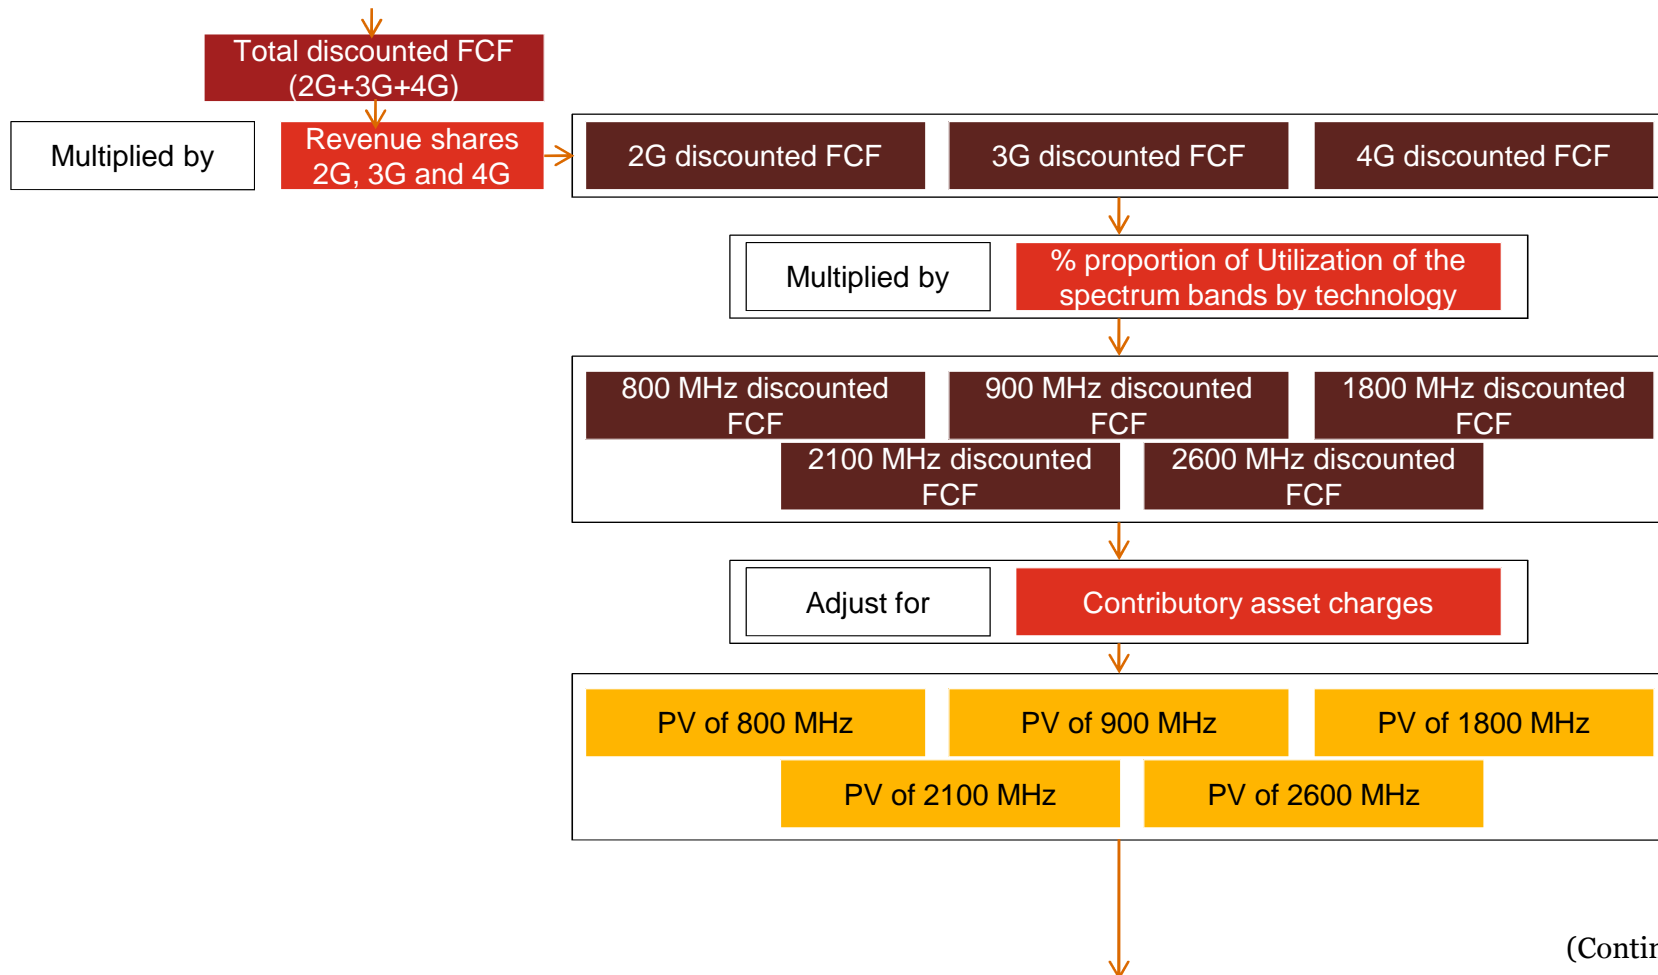 Total discounted FCF
(2G+3G+4G)
Multiplied by
Revenue shares
2G, 3G and 4G
2G discounted FCF
3G discounted FCF
4G discounted FCF
Multiplied by
% proportion of Utilization of the
spectrum bands by technology
800 MHz discounted
FCF
900 MHz discounted
FCF
1800 MHz discounted
FCF
2100 MHz discounted
FCF
2600 MHz discounted
FCF
Adjust for
Contributory asset charges
PV of 800 MHz
PV of 900 MHz
PV of 1800 MHz
PV of 2100 MHz
PV of 2600 MHz